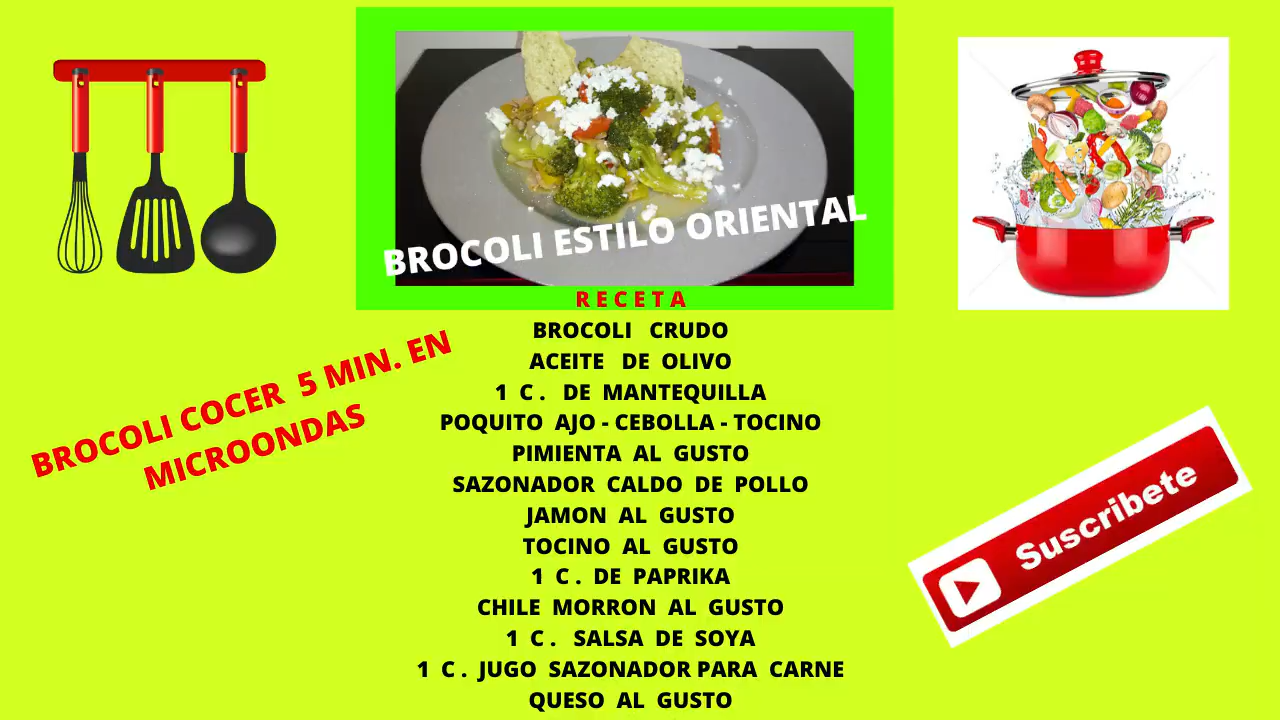 BROCOLI ESTILO ORIENTAL
RECETA
BROCOLI CRUDO
ACEITE DE OLIVO
1 C. DE MANTEQUILLA
POQUITO AJO - CEBOLLA - TOCINO
PIMIENTA AL GUSTO
SAZONADOR CALDO DE POLLO
JAMON AL GUSTO
TOCINO AL GUSTO
1 C. DE PAPRIKA
CHILE MORRON AL GUSTO
1 C. SALSA DE SOYA
1 C. JUGO SAZONADOR PARA CARNE
QUESO AL GUSTO
BROCOLI COCER 5 MIN. EN
MICROONDAS
Suscribete